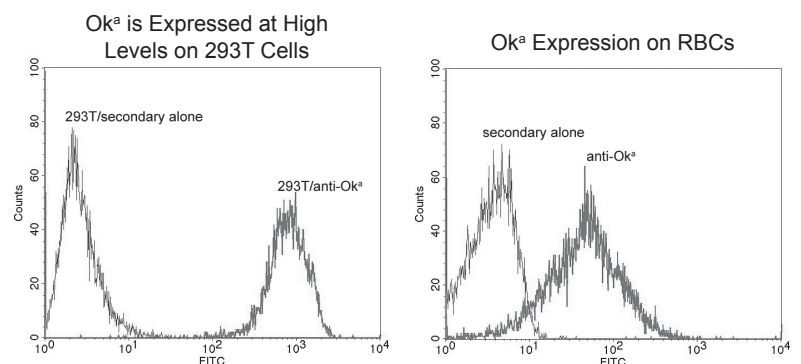 Okᵃ is Expressed at High
Levels on 293T Cells
100
80
60
40
20
0
Counts
293T/secondary alone
293T/anti-Okᵃ
10⁰ 10¹ 10² 10³ 10⁴
FITC
Okᵃ Expression on RBCs
100
80
60
40
20
0
Counts
secondary alone
anti-Okᵃ
10⁰ 10¹ 10² 10³ 10⁴
FITC